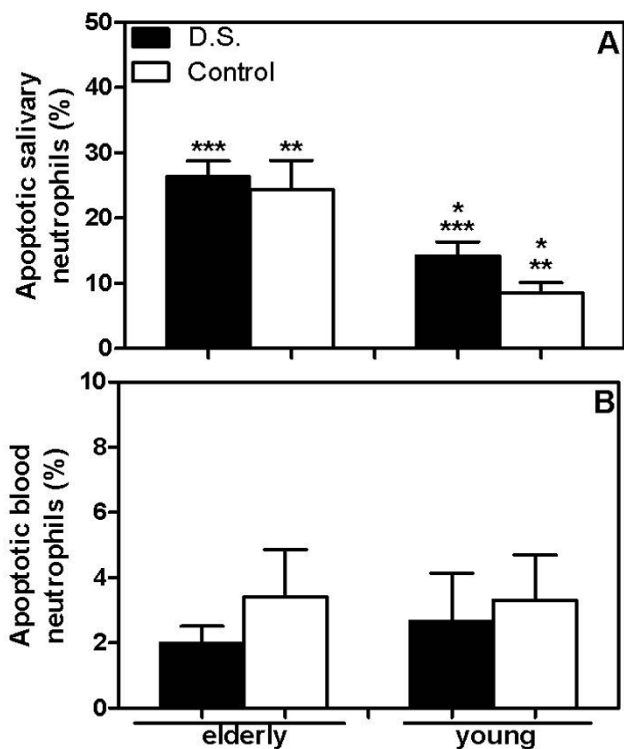 50
40
30
20
10
0
Apoptotic salivary
neutrophils (%)
D.S.
Control
A
***
**
*
***
*
**
10
8
6
4
2
0
Apoptotic blood
neutrophils (%)
B
elderly
young